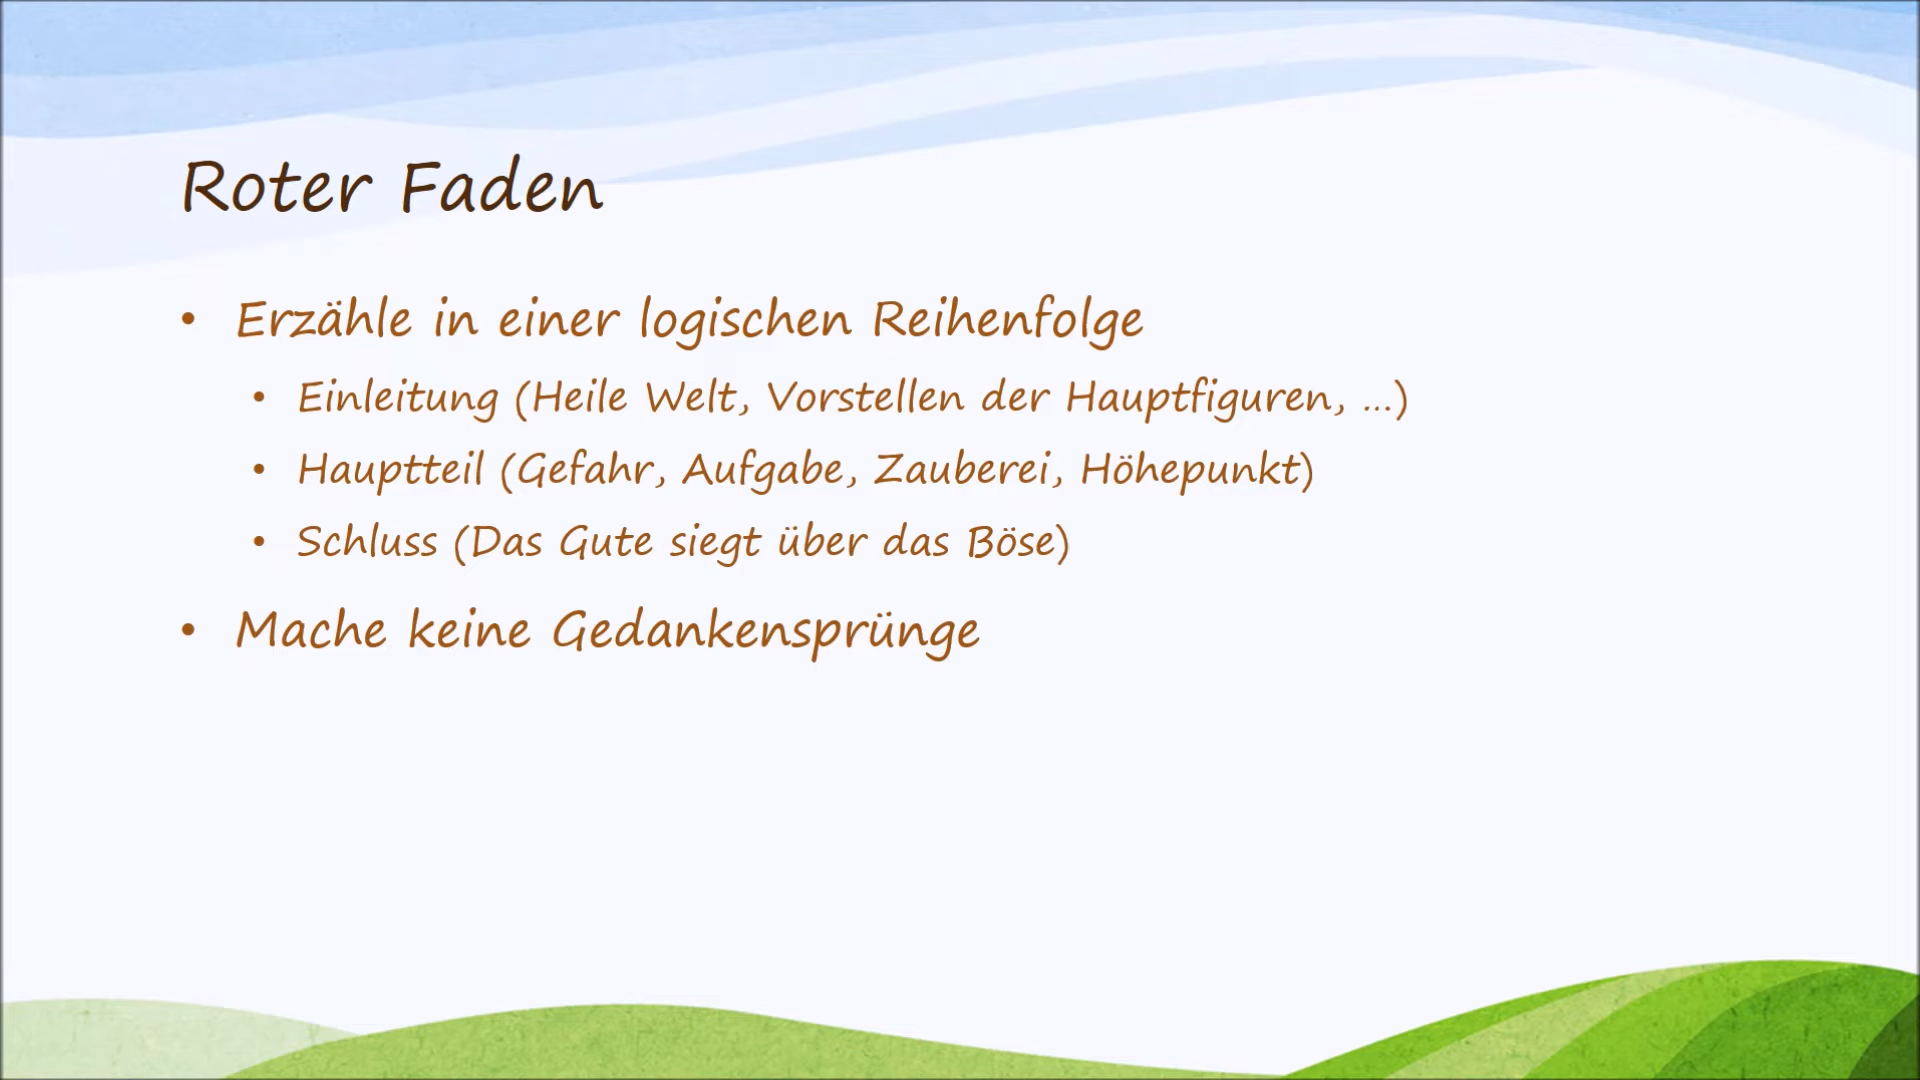 Roter Faden
• Erzähle in einer logischen Reihenfolge
• Einleitung (Heile Welt, Vorstellen der Hauptfiguren, ...)
• Hauptteil (Gefahr, Aufgabe, Zauberei, Höhepunkt)
• Schluss (Das Gute siegt über das Böse)
• Mache keine Gedankensprünge